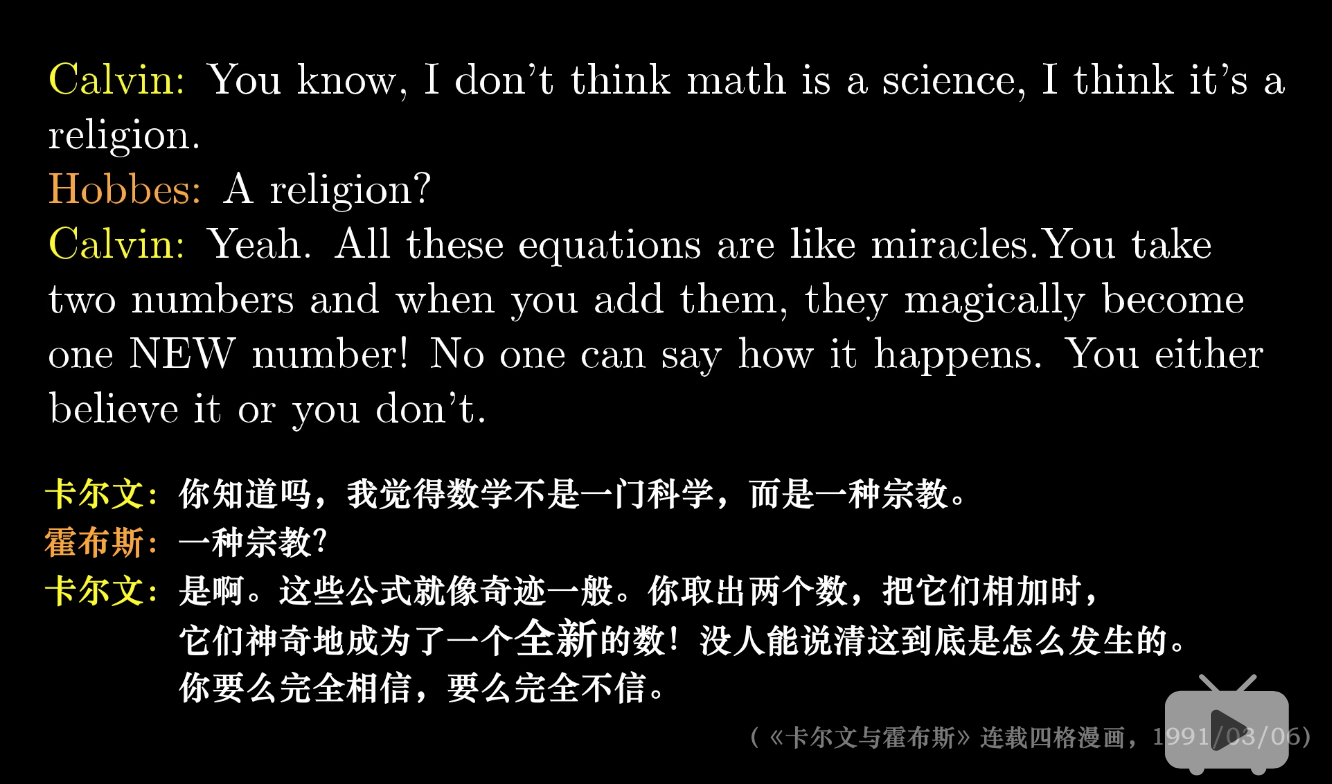 Calvin: You know, I don't think math is a science, I think it's a
religion.
Hobbes: A religion?
Calvin: Yeah. All these equations are like miracles.You take
two numbers and when you add them, they magically become
one NEW number! No one can say how it happens. You either
believe it or you don't.
卡尔文：你知道吗，我觉得数学不是一门科学，而是一种宗教。
霍布斯：一种宗教？
卡尔文：是啊。这些公式就像奇迹一般。你取出两个数，把它们相加时，
它们神奇地成为了一个全新的数！没人能说清这到底是怎么发生的。
你要么完全相信，要么完全不信。
（《卡尔文与霍布斯》连载四格漫画，1991/03/06）